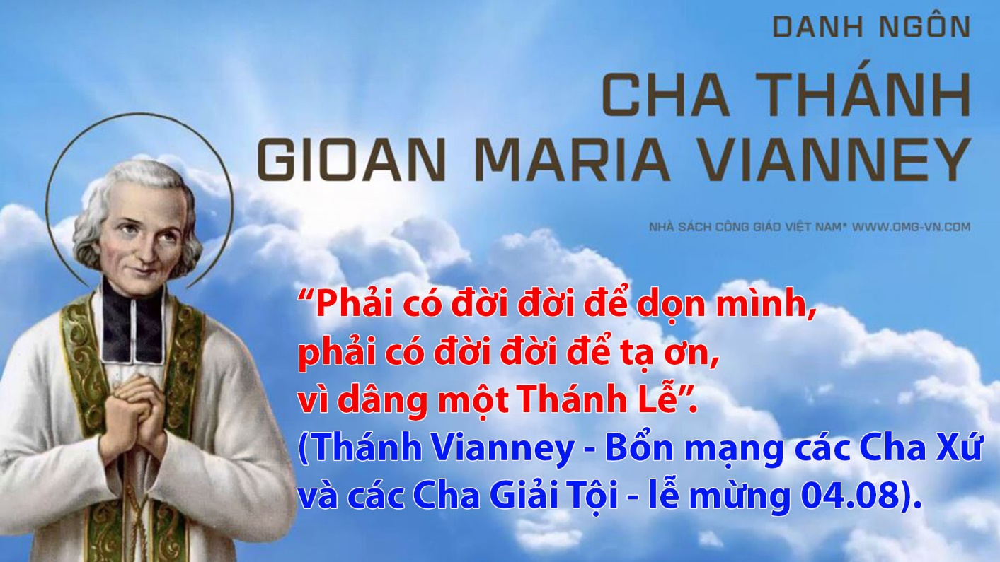 DANH NGÔN
CHA THÁNH
GIOAN MARIA VIANNEY
NHÀ SÁCH CÔNG GIÁO VIỆT NAM* WWW.OMG-VN.COM
“Phải có đời đời để dọn mình,
phải có đời đời để tạ ơn,
vì dâng một Thánh Lễ”.
(Thánh Vianney - Bổn mạng các Cha Xứ
và các Cha Giải Tội - lễ mừng 04.08).